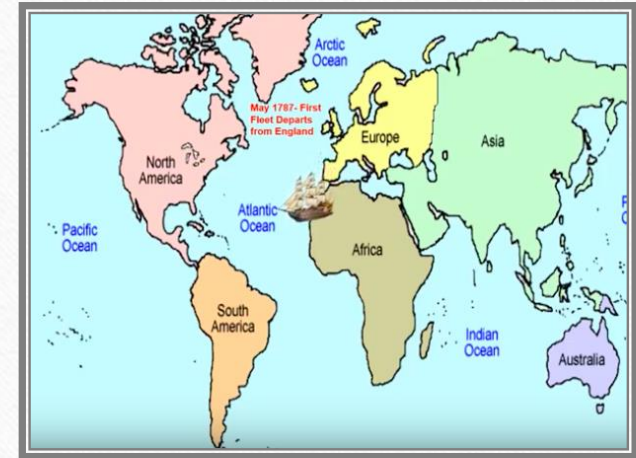 Arctic
Ocean
May 1787- First
Fleet Departs
from England
Europe
Asia
North
America
Atlantic
Ocean
Pacific
Ocean
Africa
South
America
Indian
Ocean
Australia